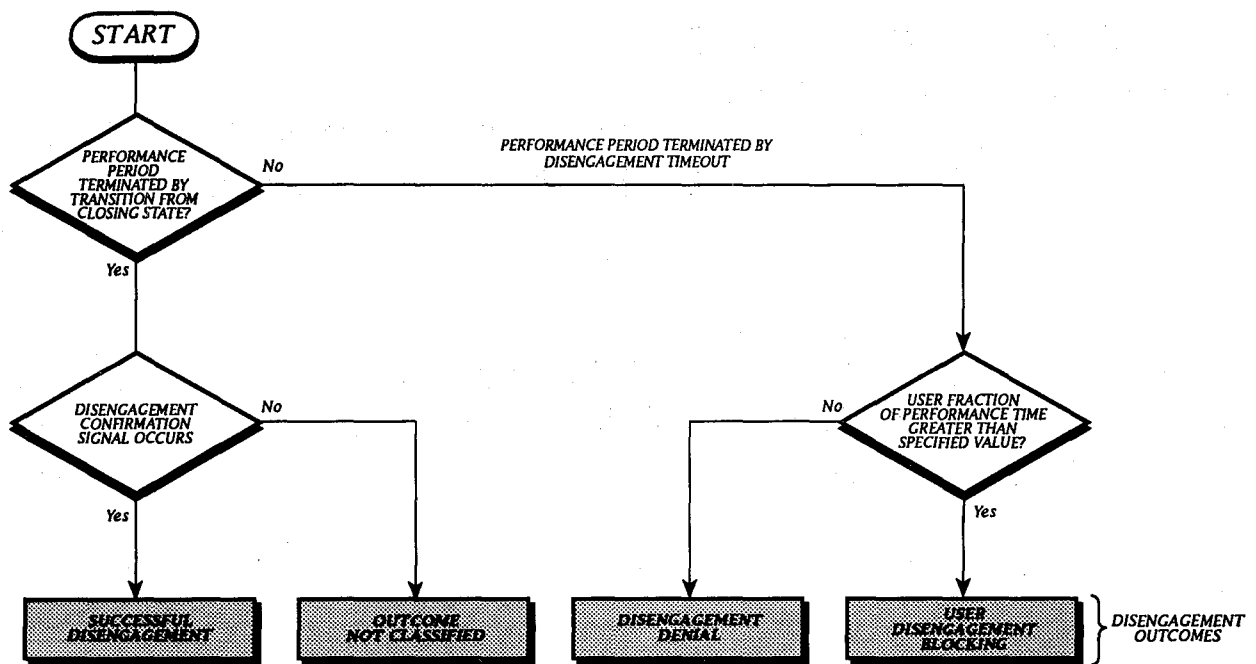 START
PERFORMANCE
PERIOD
TERMINATED BY
TRANSITION FROM
CLOSING STATE?
No
PERFORMANCE PERIOD TERMINATED BY
DISENGAGEMENT TIMEOUT
Yes
DISENGAGEMENT
CONFIRMATION
SIGNAL OCCURS
No
Yes
USER FRACTION
OF PERFORMANCE TIME
GREATER THAN
SPECIFIED VALUE?
No
Yes
SUCCESSFUL
DISENGAGEMENT
OUTCOME
NOT CLASSIFIED
DISENGAGEMENT
DENIAL
USER
DISENGAGEMENT
BLOCKING
DISENGAGEMENT
OUTCOMES